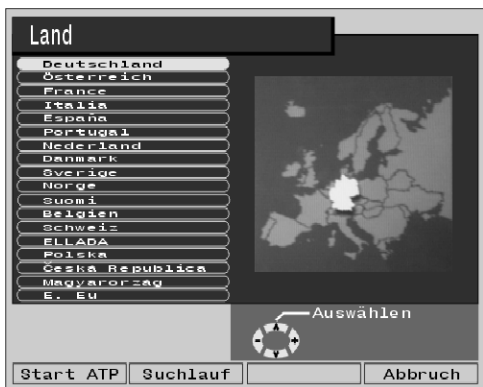 Land
Deutschland
Österreich
France
Italia
España
Portugal
Nederland
Danmark
Sverige
Norge
Suomi
Belgien
Schweiz
ELLADA
Polska
Česka Republica
Magyarorzag
E. Eu
Auswählen
- +
Start ATP Suchlauf Abbruch